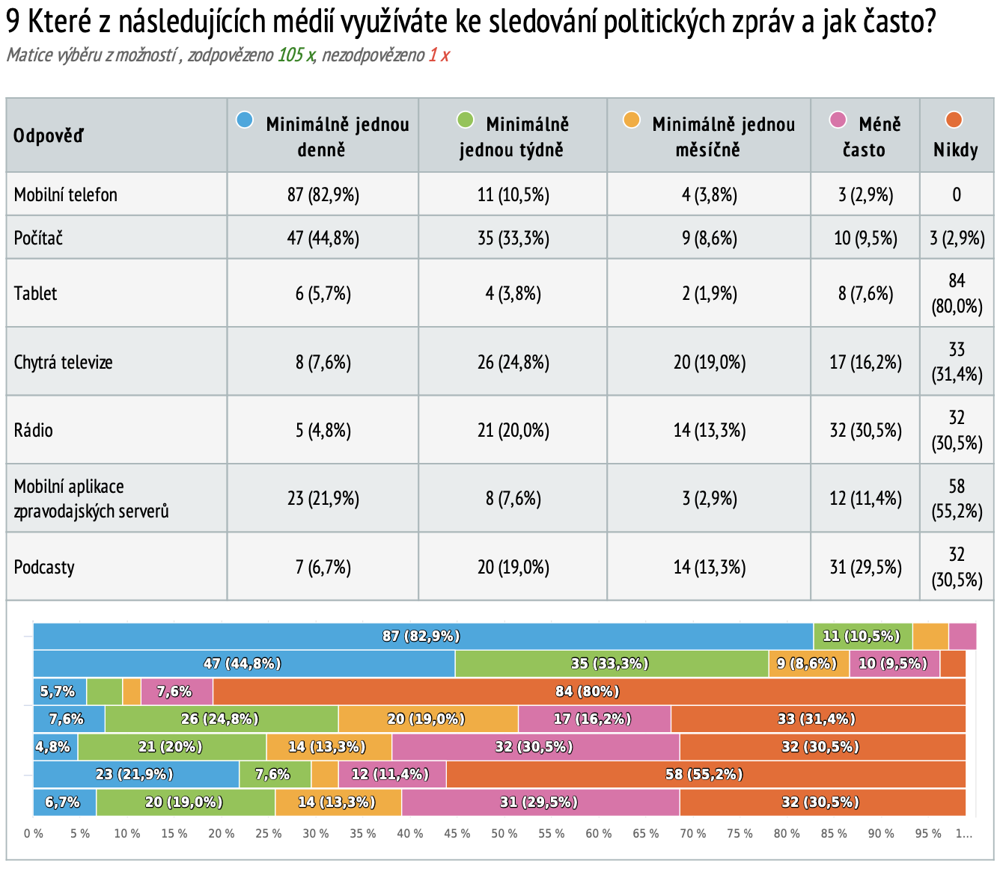 9 Které z následujících médií využíváte ke sledování politických zpráv a jak často?
Matice výběru z možností , zodpovězeno 105 x, nezodpovězeno 1 x
Odpověď Minimálně jednou denně Minimálně jednou týdně Minimálně jednou měsíčně Méně často Nikdy
Mobilní telefon 87 (82,9%) 11 (10,5%) 4 (3,8%) 3 (2,9%) 0
Počítač 47 (44,8%) 35 (33,3%) 9 (8,6%) 10 (9,5%) 3 (2,9%)
Tablet 6 (5,7%) 4 (3,8%) 2 (1,9%) 8 (7,6%) 84 (80,0%)
Chytrá televize 8 (7,6%) 26 (24,8%) 20 (19,0%) 17 (16,2%) 33 (31,4%)
Rádio 5 (4,8%) 21 (20,0%) 14 (13,3%) 32 (30,5%) 32 (30,5%)
Mobilní aplikace zpravodajských serverů 23 (21,9%) 8 (7,6%) 3 (2,9%) 12 (11,4%) 58 (55,2%)
Podcasty 7 (6,7%) 20 (19,0%) 14 (13,3%) 31 (29,5%) 32 (30,5%)
87 (82,9%) 11 (10,5%)
47 (44,8%) 35 (33,3%) 9 (8,6%) 10 (9,5%)
5,7% 7,6% 84 (80%)
7,6% 26 (24,8%) 20 (19,0%) 17 (16,2%) 33 (31,4%)
4,8% 21 (20%) 14 (13,3%) 32 (30,5%) 32 (30,5%)
23 (21,9%) 7,6% 12 (11,4%) 58 (55,2%)
6,7% 20 (19,0%) 14 (13,3%) 31 (29,5%) 32 (30,5%)
0 % 5 % 10 % 15 % 20 % 25 % 30 % 35 % 40 % 45 % 50 % 55 % 60 % 65 % 70 % 75 % 80 % 85 % 90 % 95 % 1...